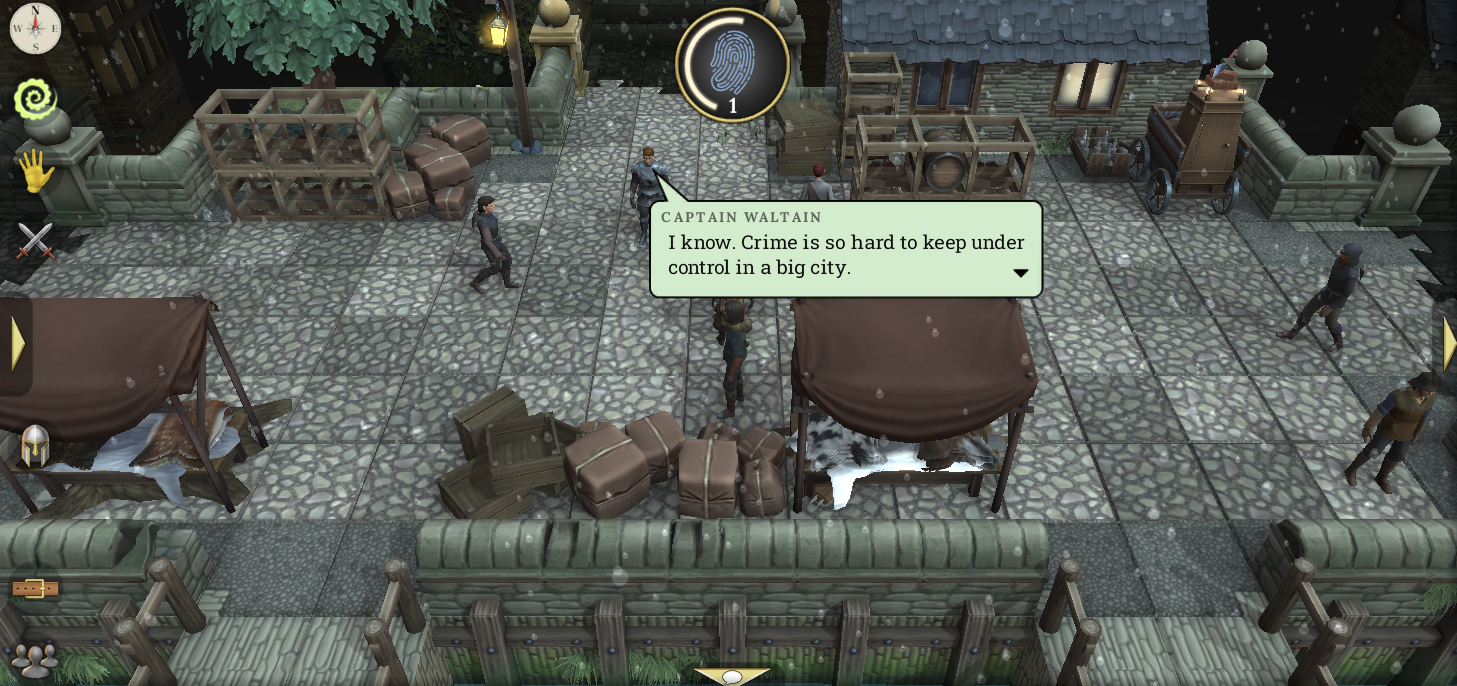 N
W E
S
1
CAPTAIN WALTAIN
I know. Crime is so hard to keep under
control in a big city.